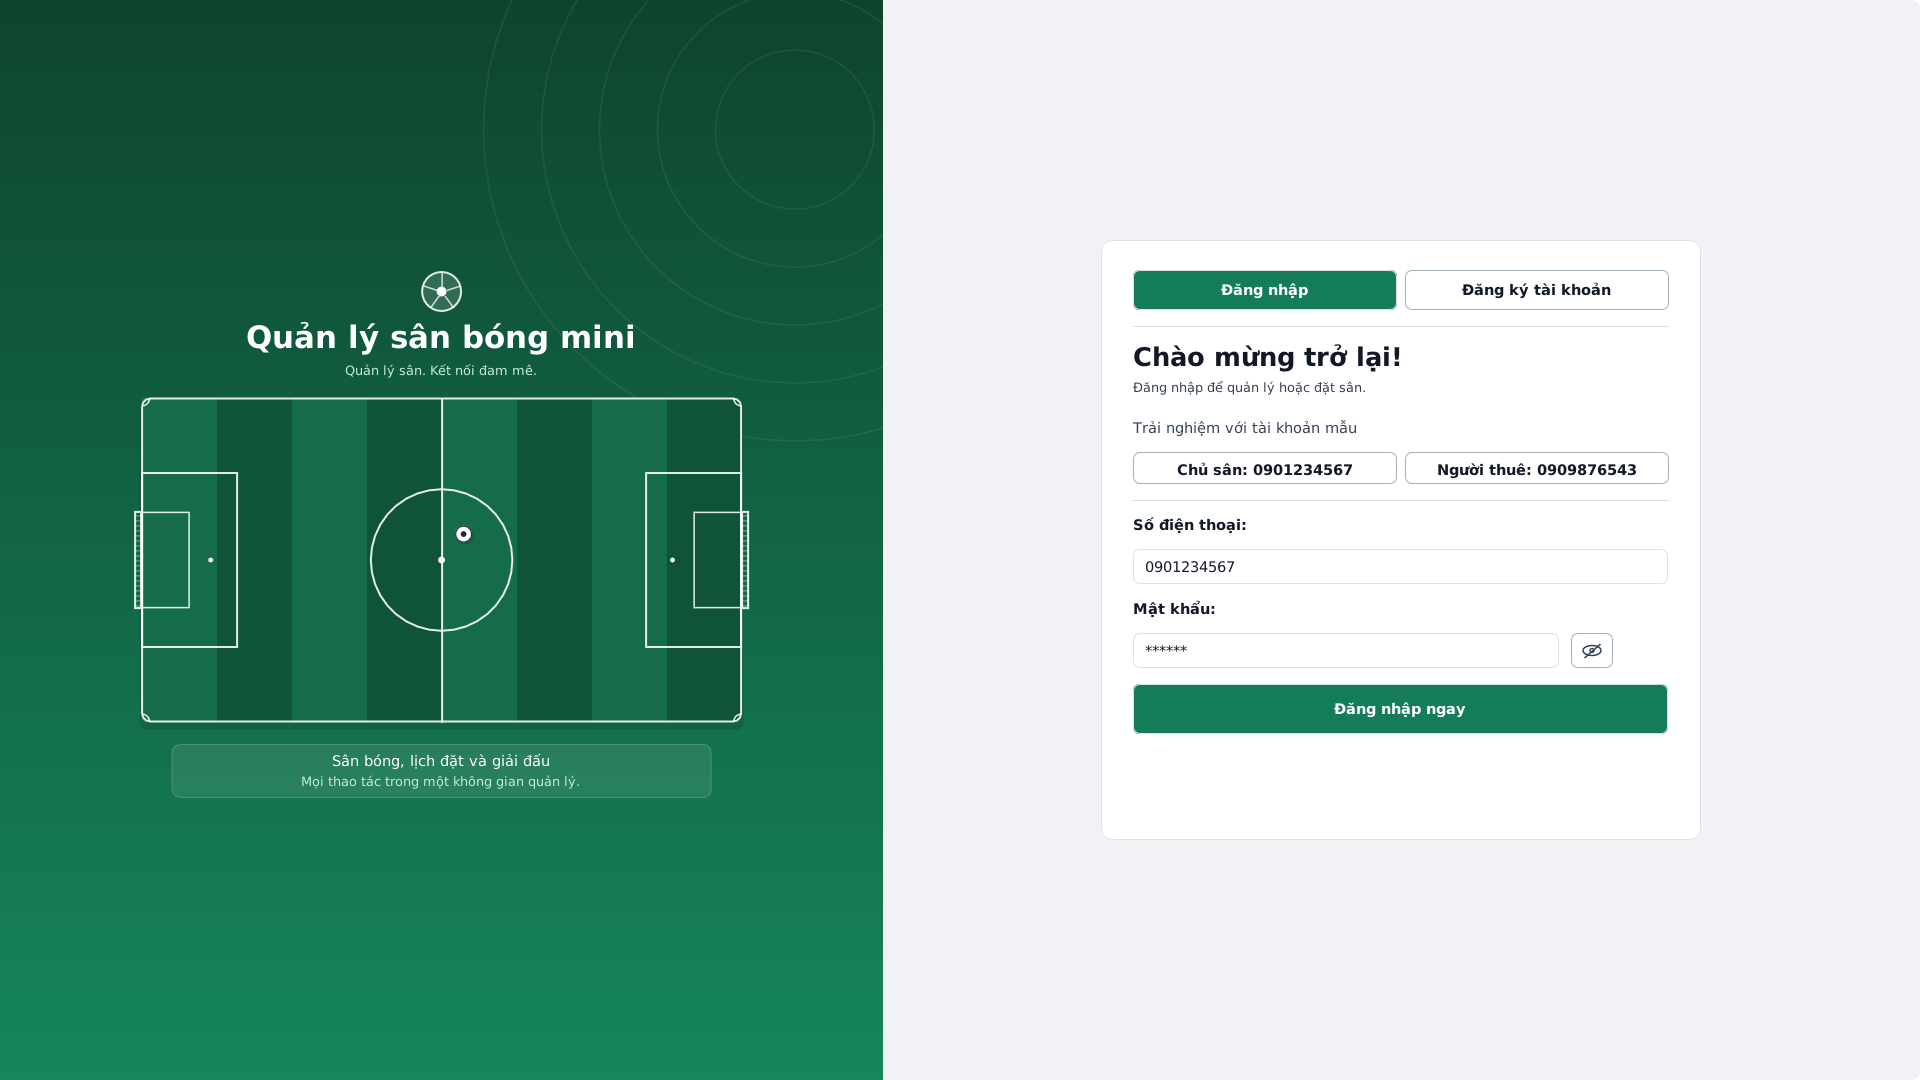 Quản lý sân bóng mini
Quản lý sân. Kết nối đam mê.
Sân bóng, lịch đặt và giải đấu
Mọi thao tác trong một không gian quản lý.
Đăng nhập
Đăng ký tài khoản
Chào mừng trở lại!
Đăng nhập để quản lý hoặc đặt sân.
Trải nghiệm với tài khoản mẫu
Chủ sân: 0901234567
Người thuê: 0909876543
Số điện thoại:
0901234567
Mật khẩu:
******
Đăng nhập ngay